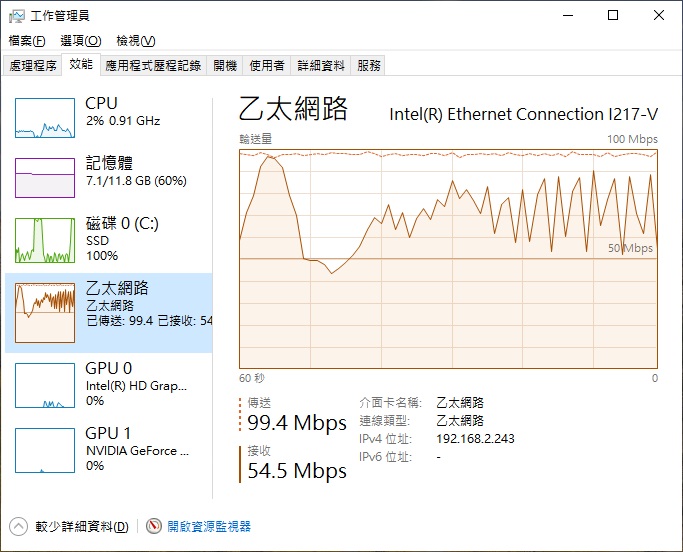 工作管理員
檔案(F) 選項(O) 檢視(V)
處理程序 效能 應用程式歷程記錄 開機 使用者 詳細資料 服務
CPU
2% 0.91 GHz
記憶體
7.1/11.8 GB (60%)
磁碟 0 (C:)
SSD
100%
乙太網路
乙太網路
已傳送: 99.4 已接收: 54
GPU 0
Intel(R) HD Grap...
0%
GPU 1
NVIDIA GeForce ...
0%
乙太網路 Intel(R) Ethernet Connection I217-V
輸送量 100 Mbps
50 Mbps
60 秒 0
傳送
99.4 Mbps
接收
54.5 Mbps
介面卡名稱: 乙太網路
連線類型: 乙太網路
IPv4 位址: 192.168.2.243
IPv6 位址: -
較少詳細資料(D) 開啟資源監視器